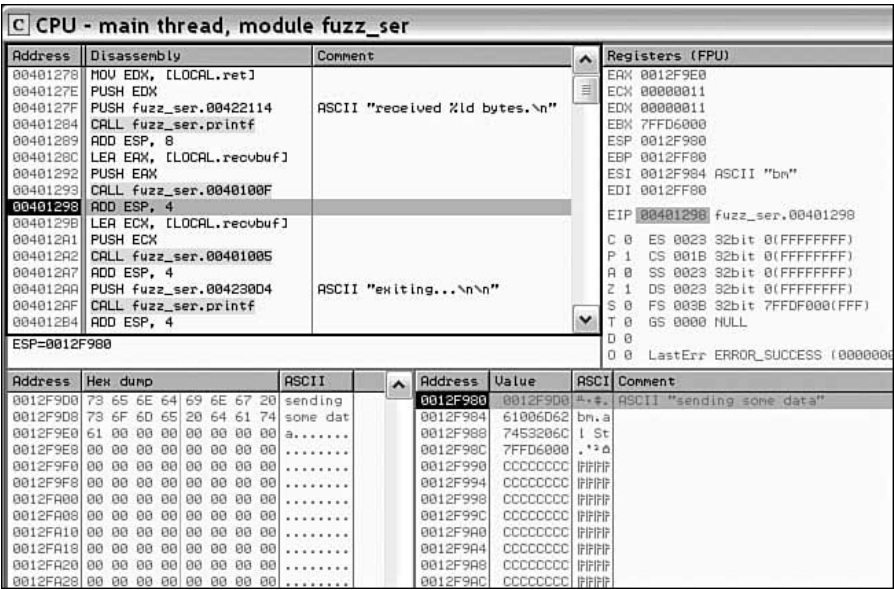 C CPU - main thread, module fuzz_ser
Address Disassembly Comment
00401278 MOV EDX, [LOCAL.ret]
0040127E PUSH EDX
0040127F PUSH fuzz_ser.00422114 ASCII "received %ld bytes.\n"
00401284 CALL fuzz_ser.printf
00401289 ADD ESP, 8
0040128C LEA EAX, [LOCAL.recvbuf]
00401292 PUSH EAX
00401293 CALL fuzz_ser.0040100F
00401298 ADD ESP, 4
0040129B LEA ECX, [LOCAL.recvbuf]
004012A1 PUSH ECX
004012A2 CALL fuzz_ser.00401005
004012A7 ADD ESP, 4
004012AA PUSH fuzz_ser.004230D4 ASCII "exiting...\n\n"
004012AF CALL fuzz_ser.printf
004012B4 ADD ESP, 4
ESP=0012F980
Registers (FPU)
EAX 0012F9E0
ECX 00000011
EDX 00000011
EBX 7FFD6000
ESP 0012F980
EBP 0012FF80
ESI 0012F984 ASCII "bm"
EDI 0012FF80
EIP 00401298 fuzz_ser.00401298
C 0 ES 0023 32bit 0(FFFFFFFF)
P 1 CS 001B 32bit 0(FFFFFFFF)
A 0 SS 0023 32bit 0(FFFFFFFF)
Z 1 DS 0023 32bit 0(FFFFFFFF)
S 0 FS 003B 32bit 7FFDF000(FFF)
T 0 GS 0000 NULL
D 0
O 0 LastErr ERROR_SUCCESS (0000000
Address Hex dump ASCII
0012F9D0 73 65 6E 64 69 6E 67 20 sending
0012F9D8 73 6F 6D 65 20 64 61 74 some dat
0012F9E0 61 00 00 00 00 00 00 00 a.......
0012F9E8 00 00 00 00 00 00 00 00 ........
0012F9F0 00 00 00 00 00 00 00 00 ........
0012F9F8 00 00 00 00 00 00 00 00 ........
0012FA00 00 00 00 00 00 00 00 00 ........
0012FA08 00 00 00 00 00 00 00 00 ........
0012FA10 00 00 00 00 00 00 00 00 ........
0012FA18 00 00 00 00 00 00 00 00 ........
0012FA20 00 00 00 00 00 00 00 00 ........
0012FA28 00 00 00 00 00 00 00 00 ........
Address Value ASCI Comment
0012F980 0012F9D0 ASCII "sending some data"
0012F984 61006D62 bm.a
0012F988 7453206C l St
0012F98C 7FFD6000
0012F990 CCCCCCCC ╠╠╠╠
0012F994 CCCCCCCC ╠╠╠╠
0012F998 CCCCCCCC ╠╠╠╠
0012F99C CCCCCCCC ╠╠╠╠
0012F9A0 CCCCCCCC ╠╠╠╠
0012F9A4 CCCCCCCC ╠╠╠╠
0012F9A8 CCCCCCCC ╠╠╠╠
0012F9AC CCCCCCCC ╠╠╠╠